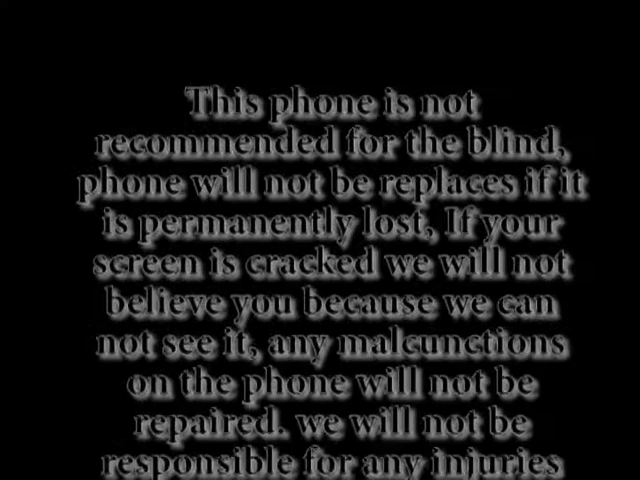 This phone is not
recommended for the blind,
phone will not be replaces if it
is permanently lost, If your
screen is cracked we will not
believe you because we can
not see it, any malcunctions
on the phone will not be
repaired. we will not be
responsible for any injuries